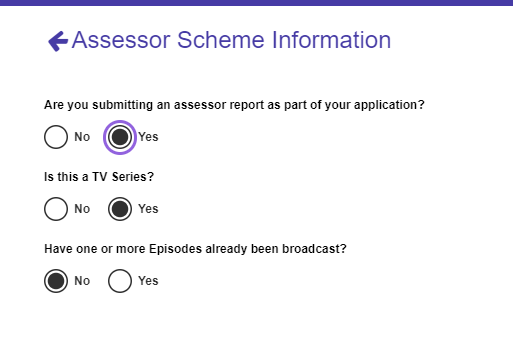 Assessor Scheme Information
Are you submitting an assessor report as part of your application?
No Yes
Is this a TV Series?
No Yes
Have one or more Episodes already been broadcast?
No Yes